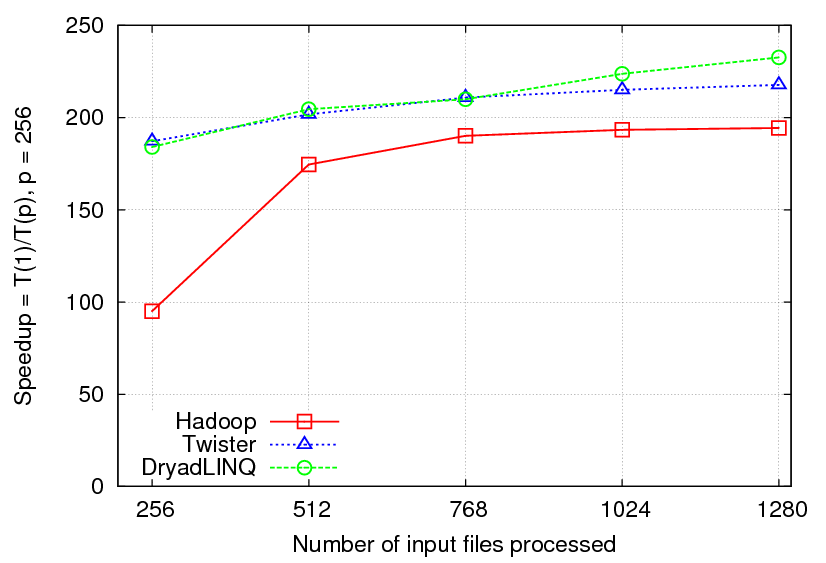 250
200
150
100
50
0
Speedup = T(1)/T(p), p = 256
Hadoop
Twister
DryadLINQ
256 512 768 1024 1280
Number of input files processed